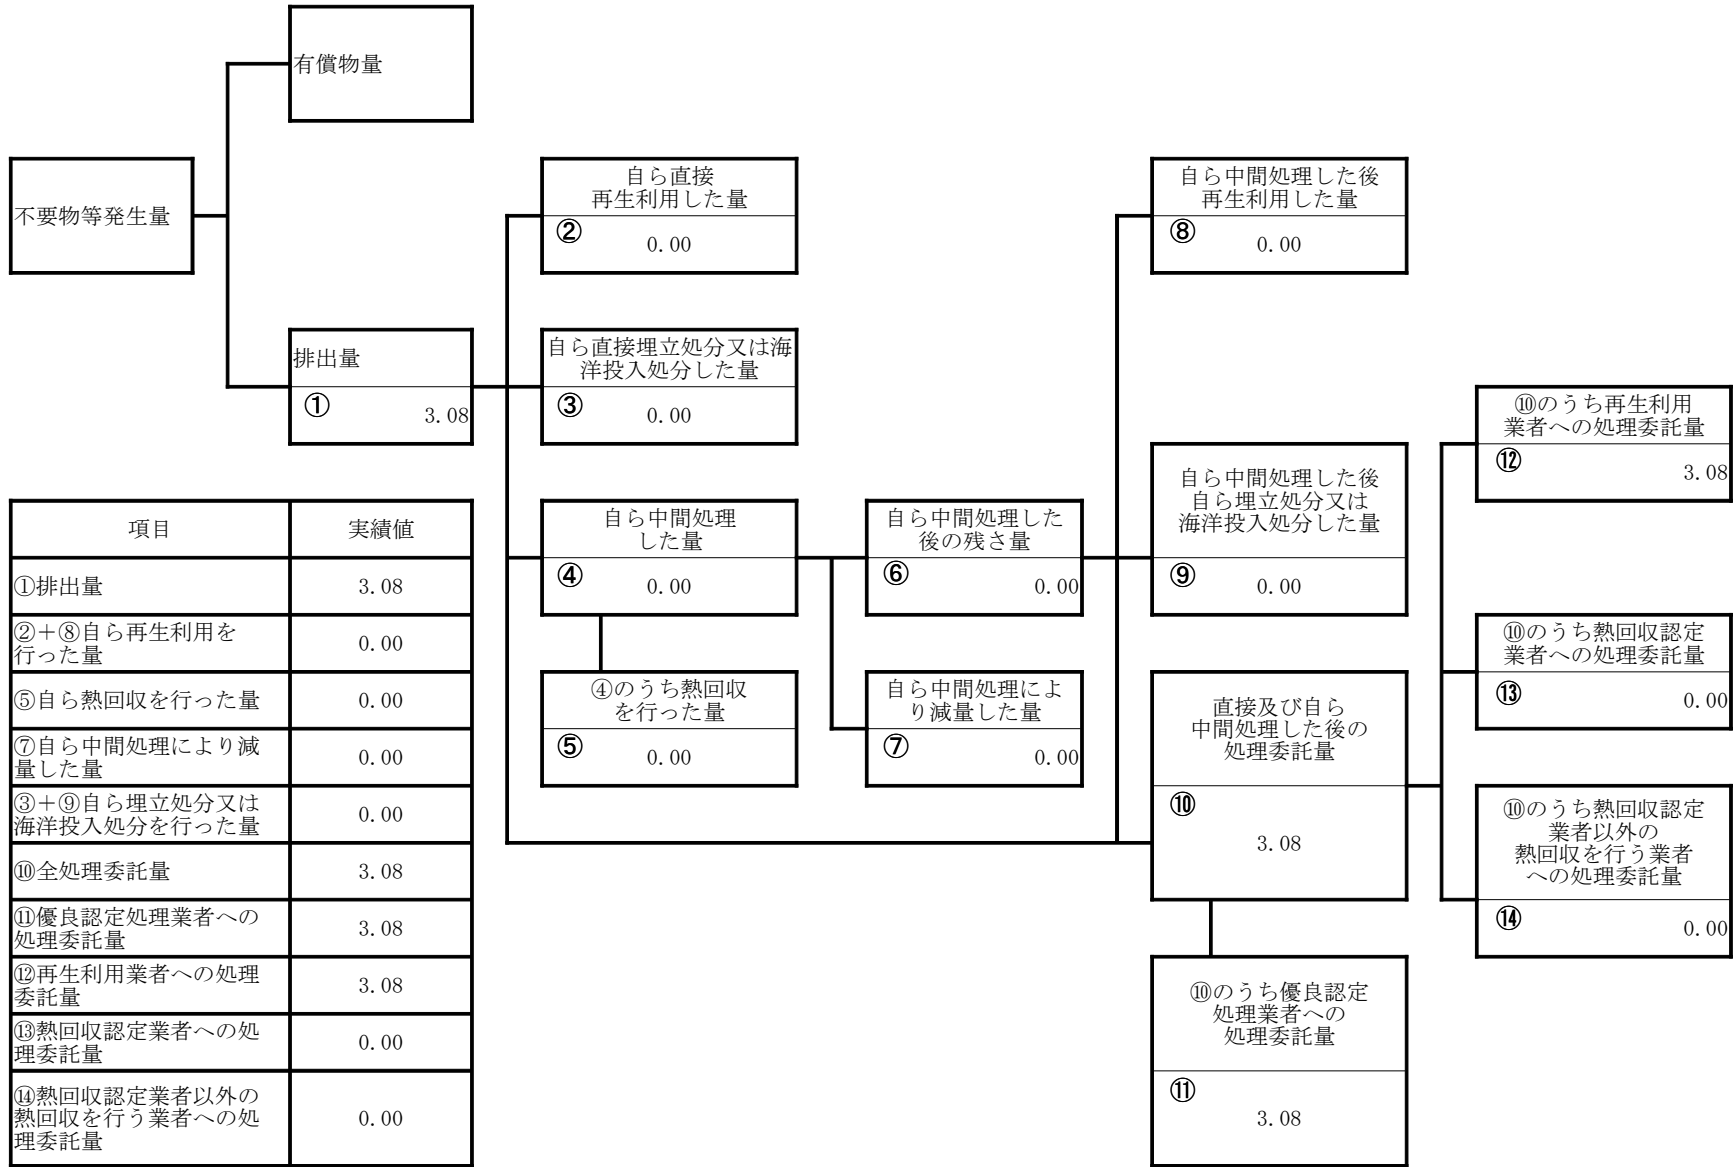 有償物量
不要物等発生量
自ら直接
再生利用した量
② 0.00
自ら中間処理した後
再生利用した量
⑧ 0.00
排出量
① 3.08
自ら直接埋立処分又は海
洋投入処分した量
③ 0.00
⑩のうち再生利用
業者への処理委託量
⑫ 3.08
自ら中間処理
した量
④ 0.00
自ら中間処理した
後の残さ量
⑥ 0.00
自ら中間処理した後
自ら埋立処分又は
海洋投入処分した量
⑨ 0.00
⑩のうち熱回収認定
業者への処理委託量
⑬ 0.00
④のうち熱回収
を行った量
⑤ 0.00
自ら中間処理によ
り減量した量
⑦ 0.00
直接及び自ら
中間処理した後の
処理委託量
⑩
3.08
⑩のうち熱回収認定
業者以外の
熱回収を行う業者
への処理委託量
⑭ 0.00
⑩のうち優良認定
処理業者への
処理委託量
⑪
3.08
項目 実績値
①排出量 3.08
②＋⑧自ら再生利用を
行った量 0.00
⑤自ら熱回収を行った量 0.00
⑦自ら中間処理により減
量した量 0.00
③＋⑨自ら埋立処分又は
海洋投入処分を行った量 0.00
⑩全処理委託量 3.08
⑪優良認定処理業者への
処理委託量 3.08
⑫再生利用業者への処理
委託量 3.08
⑬熱回収認定業者への処
理委託量 0.00
⑭熱回収認定業者以外の
熱回収を行う業者への処
理委託量 0.00